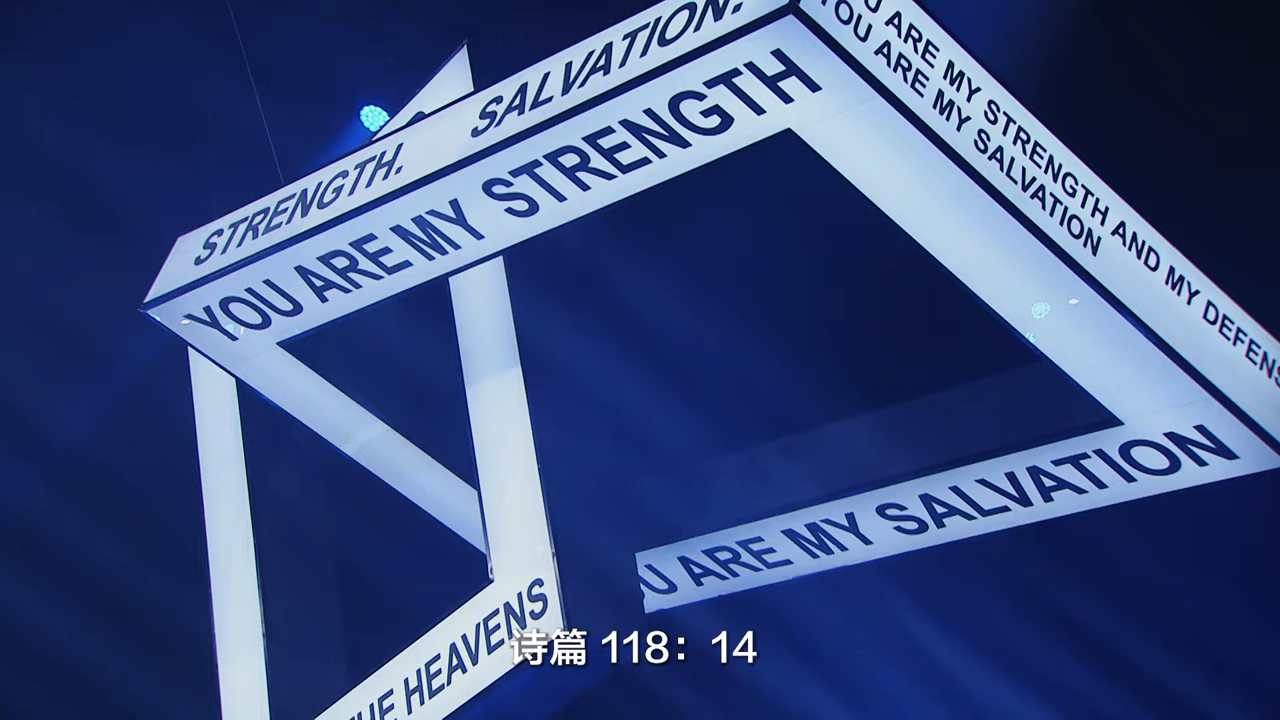 STRENGTH. SALVATION.
YOU ARE MY STRENGTH
YOU ARE MY STRENGTH AND MY DEFENS
YOU ARE MY SALVATION
U ARE MY SALVATION
THE HEAVENS
诗篇 118：14